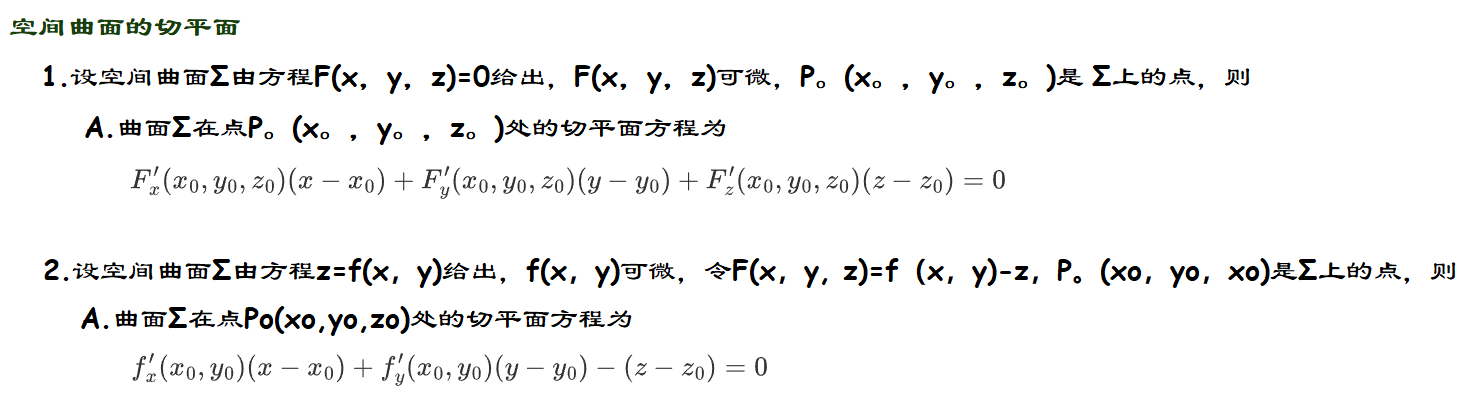 空间曲面的切平面
1.设空间曲面Σ由方程F(x，y，z)=0给出，F(x，y，z)可微，P。(x。，y。，z。)是 Σ上的点，则
A.曲面Σ在点P。(x。，y。，z。)处的切平面方程为
F′ₓ(x₀, y₀, z₀)(x − x₀) + F′ᵧ(x₀, y₀, z₀)(y − y₀) + F′_z(x₀, y₀, z₀)(z − z₀) = 0
2.设空间曲面Σ由方程z=f(x，y)给出，f(x，y)可微，令F(x，y, z)=f (x，y)-z，P。(xo，yo，xo)是Σ上的点，则
A.曲面Σ在点Po(xo,yo,zo)处的切平面方程为
f′ₓ(x₀, y₀)(x − x₀) + f′ᵧ(x₀, y₀)(y − y₀) − (z − z₀) = 0